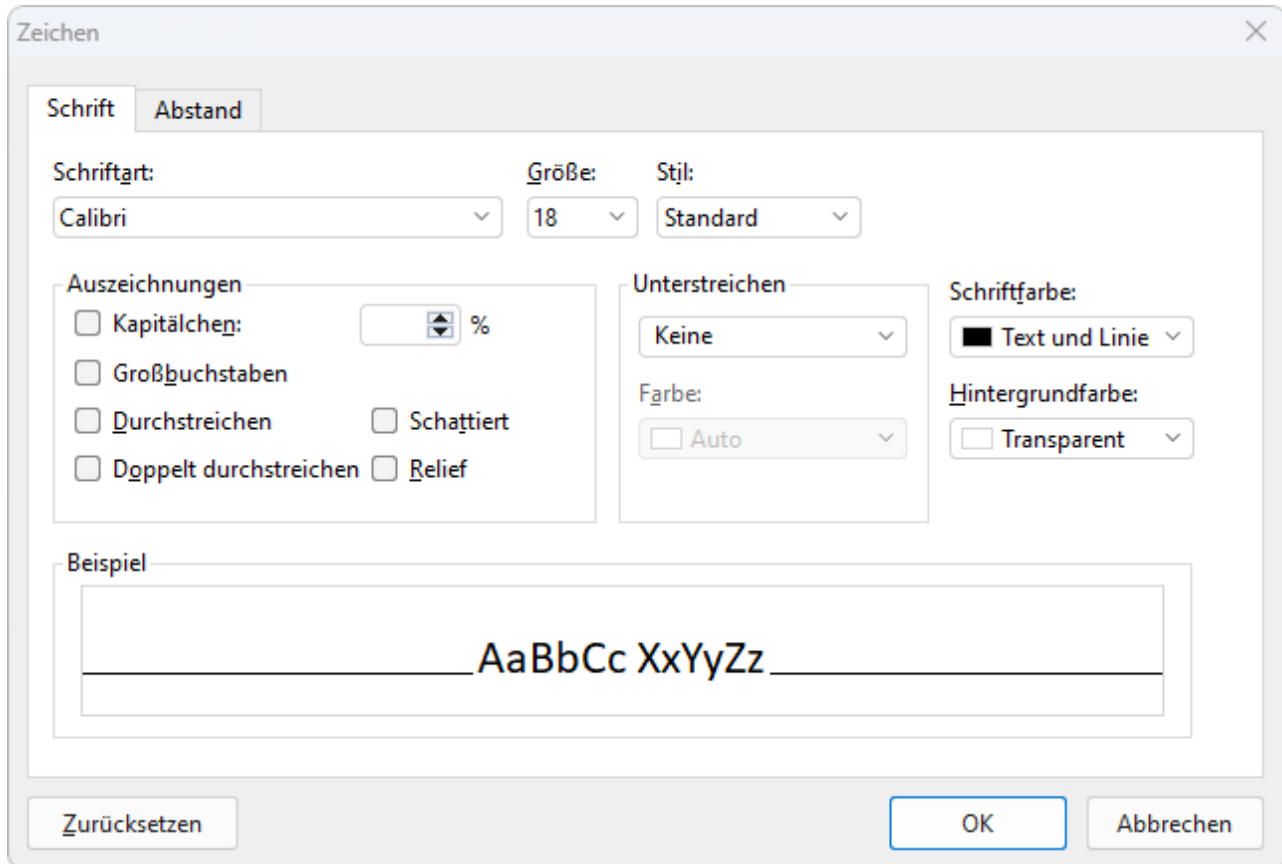 Zeichen
Schrift Abstand
Schriftart: Größe: Stil:
Calibri 18 Standard
Auszeichnungen Unterstreichen Schriftfarbe:
Kapitälchen: % Keine Text und Linie
Großbuchstaben Farbe: Hintergrundfarbe:
Durchstreichen Schattiert Auto Transparent
Doppelt durchstreichen Relief
Beispiel
AaBbCc XxYyZz
Zurücksetzen OK Abbrechen